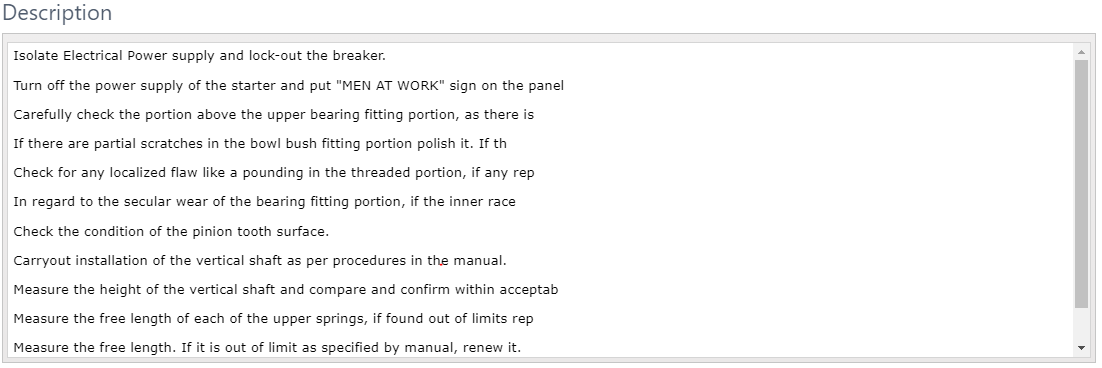 Description
Isolate Electrical Power supply and lock-out the breaker.
Turn off the power supply of the starter and put "MEN AT WORK" sign on the panel
Carefully check the portion above the upper bearing fitting portion, as there is
If there are partial scratches in the bowl bush fitting portion polish it. If th
Check for any localized flaw like a pounding in the threaded portion, if any rep
In regard to the secular wear of the bearing fitting portion, if the inner race
Check the condition of the pinion tooth surface.
Carryout installation of the vertical shaft as per procedures in the manual.
Measure the height of the vertical shaft and compare and confirm within acceptab
Measure the free length of each of the upper springs, if found out of limits rep
Measure the free length. If it is out of limit as specified by manual, renew it.